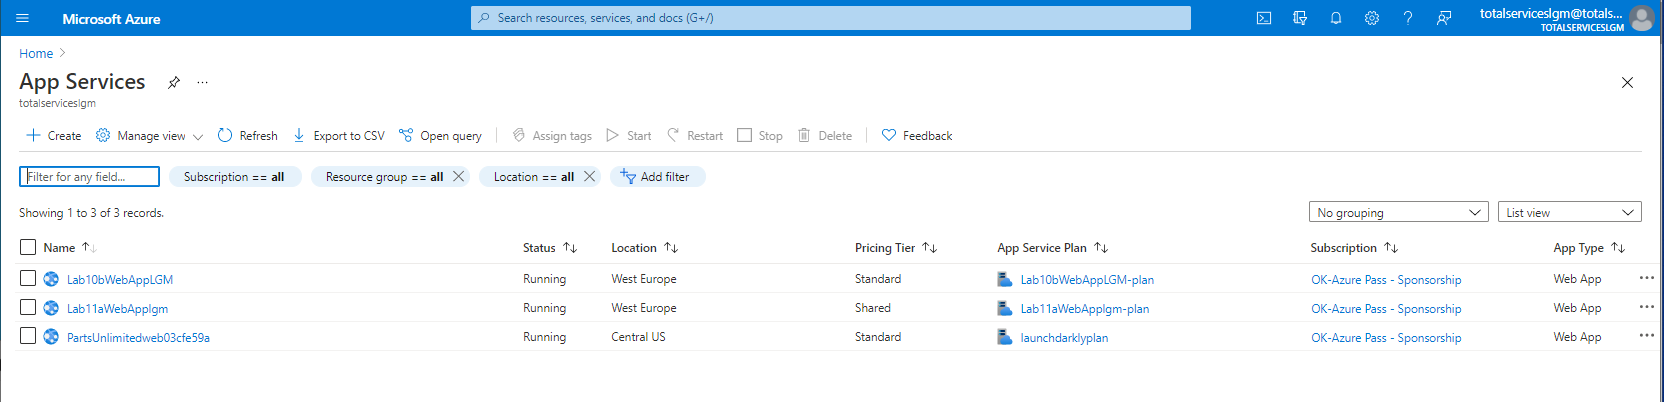 Microsoft Azure
Search resources, services, and docs (G+/)
totalserviceslgm@totals...
TOTALSERVICESLGM
Home
App Services
totalserviceslgm
Create Manage view Refresh Export to CSV Open query Assign tags Start Restart Stop Delete Feedback
Filter for any field... Subscription == all Resource group == all Location == all Add filter
Showing 1 to 3 of 3 records. No grouping List view
Name Status Location Pricing Tier App Service Plan Subscription App Type
Lab10bWebAppLGM Running West Europe Standard Lab10bWebAppLGM-plan OK-Azure Pass - Sponsorship Web App
Lab11aWebApplgm Running West Europe Shared Lab11aWebApplgm-plan OK-Azure Pass - Sponsorship Web App
PartsUnlimitedweb03cfe59a Running Central US Standard launchdarklyplan OK-Azure Pass - Sponsorship Web App